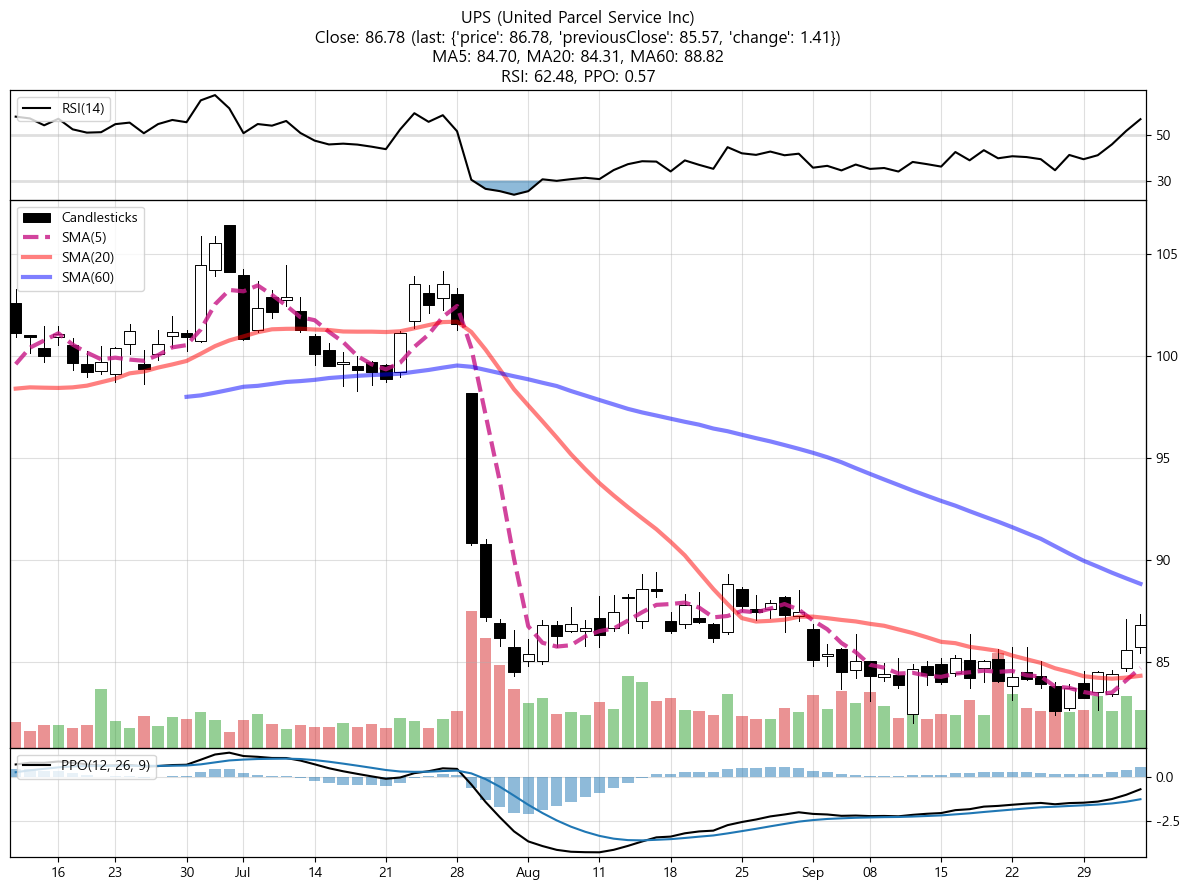 UPS (United Parcel Service Inc)
Close: 86.78 (last: {'price': 86.78, 'previousClose': 85.57, 'change': 1.41})
MA5: 84.70, MA20: 84.31, MA60: 88.82
RSI: 62.48, PPO: 0.57
RSI(14)
50
30
Candlesticks
SMA(5)
SMA(20)
SMA(60)
105
100
95
90
85
PPO(12, 26, 9)
0.0
-2.5
16 23 30 Jul 14 21 28 Aug 11 18 25 Sep 08 15 22 29